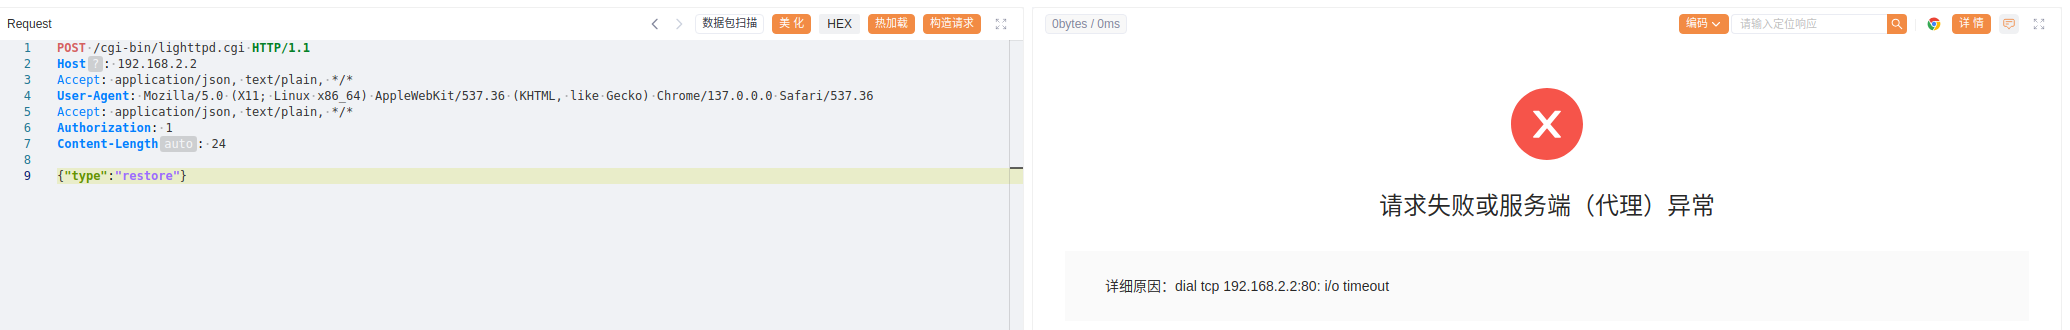 Request
数据包扫描 美 化 HEX 热加载 构造请求
1 POST /cgi-bin/lighttpd.cgi HTTP/1.1
2 Host ? : 192.168.2.2
3 Accept: application/json, text/plain, */*
4 User-Agent: Mozilla/5.0 (X11; Linux x86_64) AppleWebKit/537.36 (KHTML, like Gecko) Chrome/137.0.0.0 Safari/537.36
5 Accept: application/json, text/plain, */*
6 Authorization: 1
7 Content-Length auto : 24
8
9 {"type":"restore"}
0bytes / 0ms
编码 请输入定位响应 详 情
请求失败或服务端（代理）异常
详细原因：dial tcp 192.168.2.2:80: i/o timeout